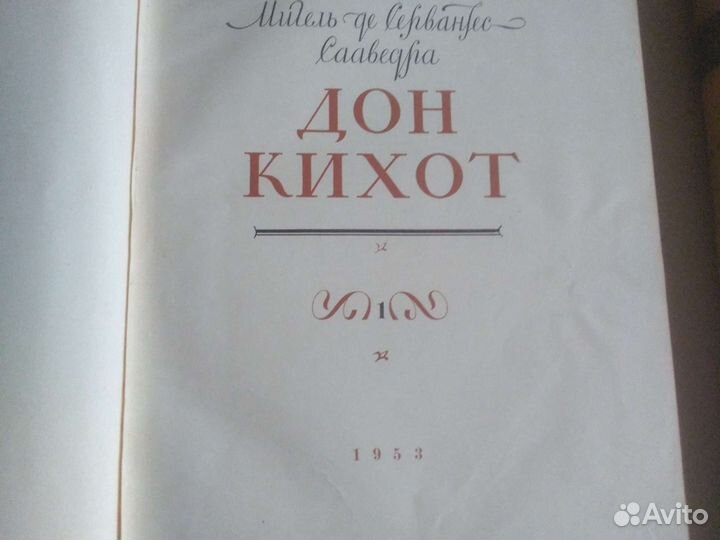 Мигель де Сервантес
Сааведра
ДОН
КИХОТ
1
1953
Avito